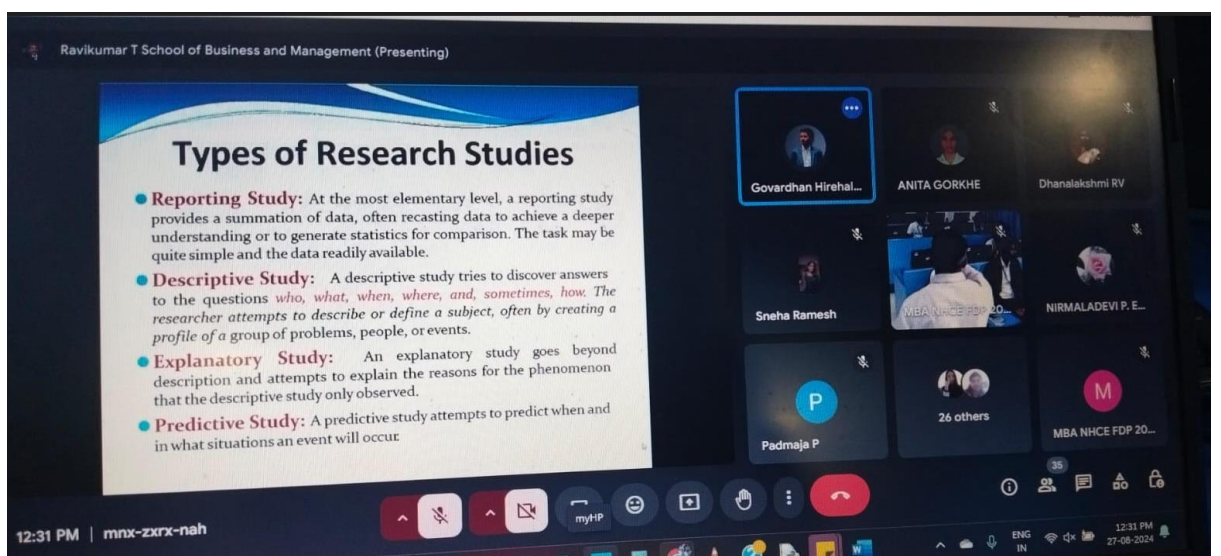 Ravikumar T School of Business and Management (Presenting)
Types of Research Studies
Reporting Study: At the most elementary level, a reporting study
provides a summation of data, often recasting data to achieve a deeper
understanding or to generate statistics for comparison. The task may be
quite simple and the data readily available.
Descriptive Study: A descriptive study tries to discover answers
to the questions who, what, when, where, and, sometimes, how. The
researcher attempts to describe or define a subject, often by creating a
profile of a group of problems, people, or events.
Explanatory Study: An explanatory study goes beyond
description and attempts to explain the reasons for the phenomenon
that the descriptive study only observed.
Predictive Study: A predictive study attempts to predict when and
in what situations an event will occur.
Govardhan Hirehal...
ANITA GORKHE
Dhanalakshmi RV
Sneha Ramesh
MBA NHCE FDP 20...
NIRMALADEVI P. E...
P
Padmaja P
26 others
M
MBA NHCE FDP 20...
12:31 PM | mnx-zxrx-nah
myHP
35
ENG
IN
12:31 PM
27-08-2024